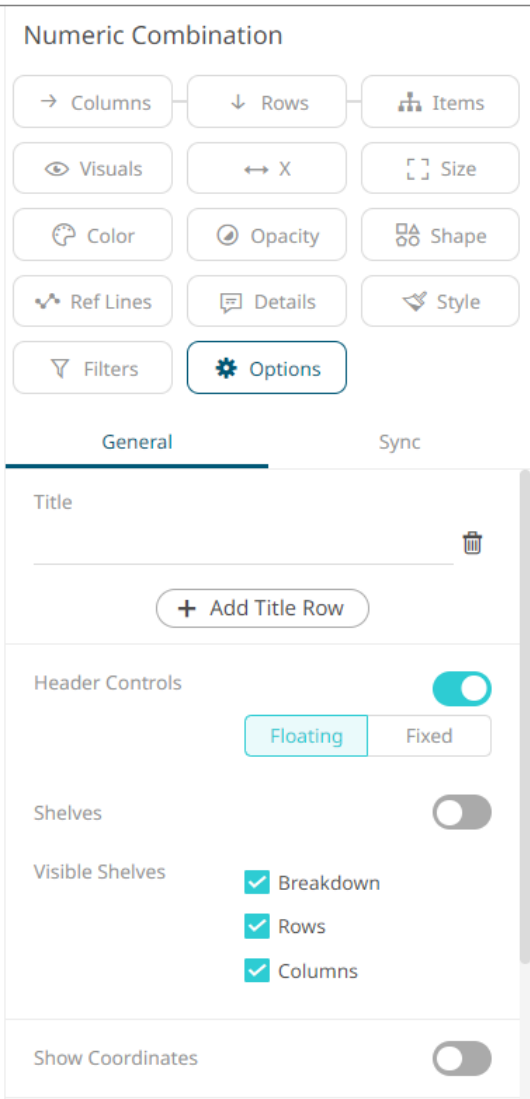 Numeric Combination
Columns Rows Items
Visuals X Size
Color Opacity Shape
Ref Lines Details Style
Filters Options
General Sync
Title
+ Add Title Row
Header Controls
Floating Fixed
Shelves
Visible Shelves
Breakdown
Rows
Columns
Show Coordinates